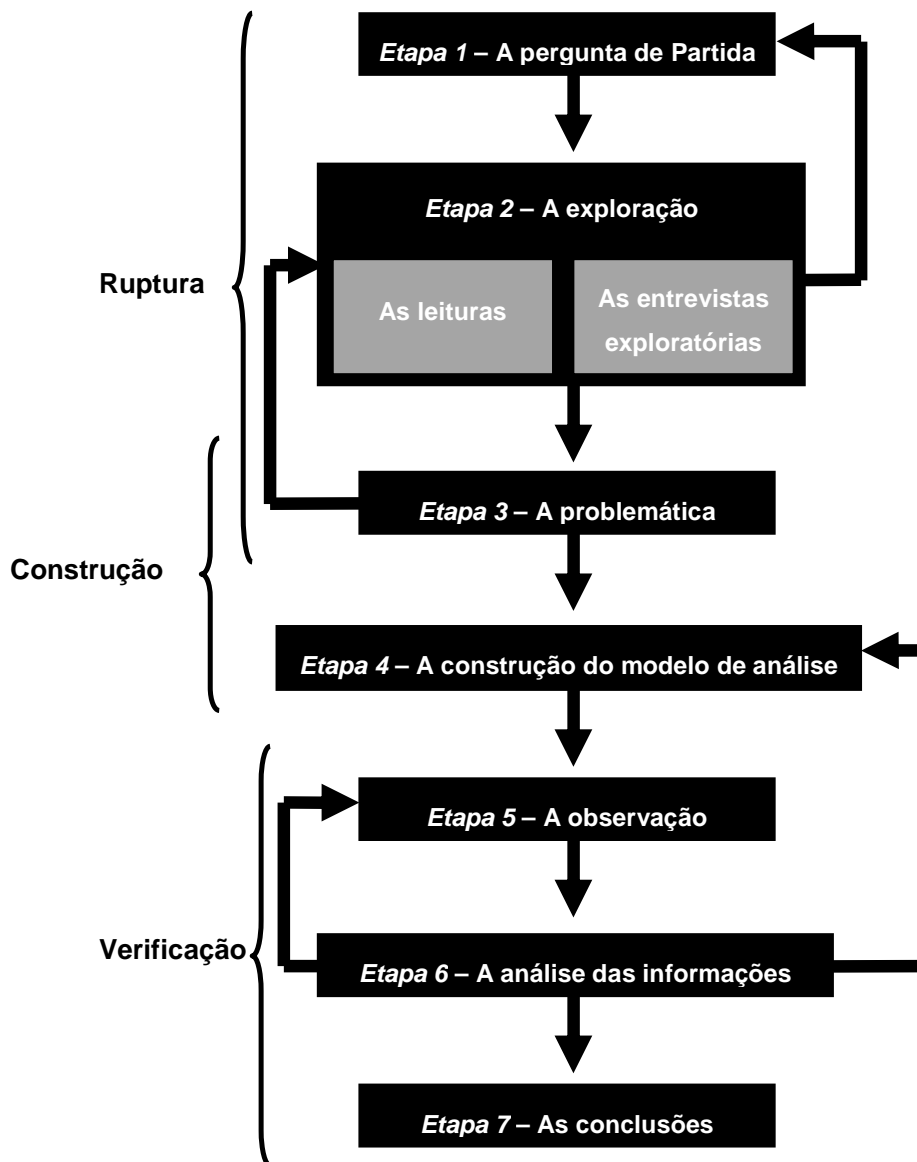 Etapa 1 – A pergunta de Partida
Etapa 2 – A exploração
Ruptura
As leituras
As entrevistas
exploratórias
Etapa 3 – A problemática
Construção
Etapa 4 – A construção do modelo de análise
Etapa 5 – A observação
Verificação
Etapa 6 – A análise das informações
Etapa 7 – As conclusões